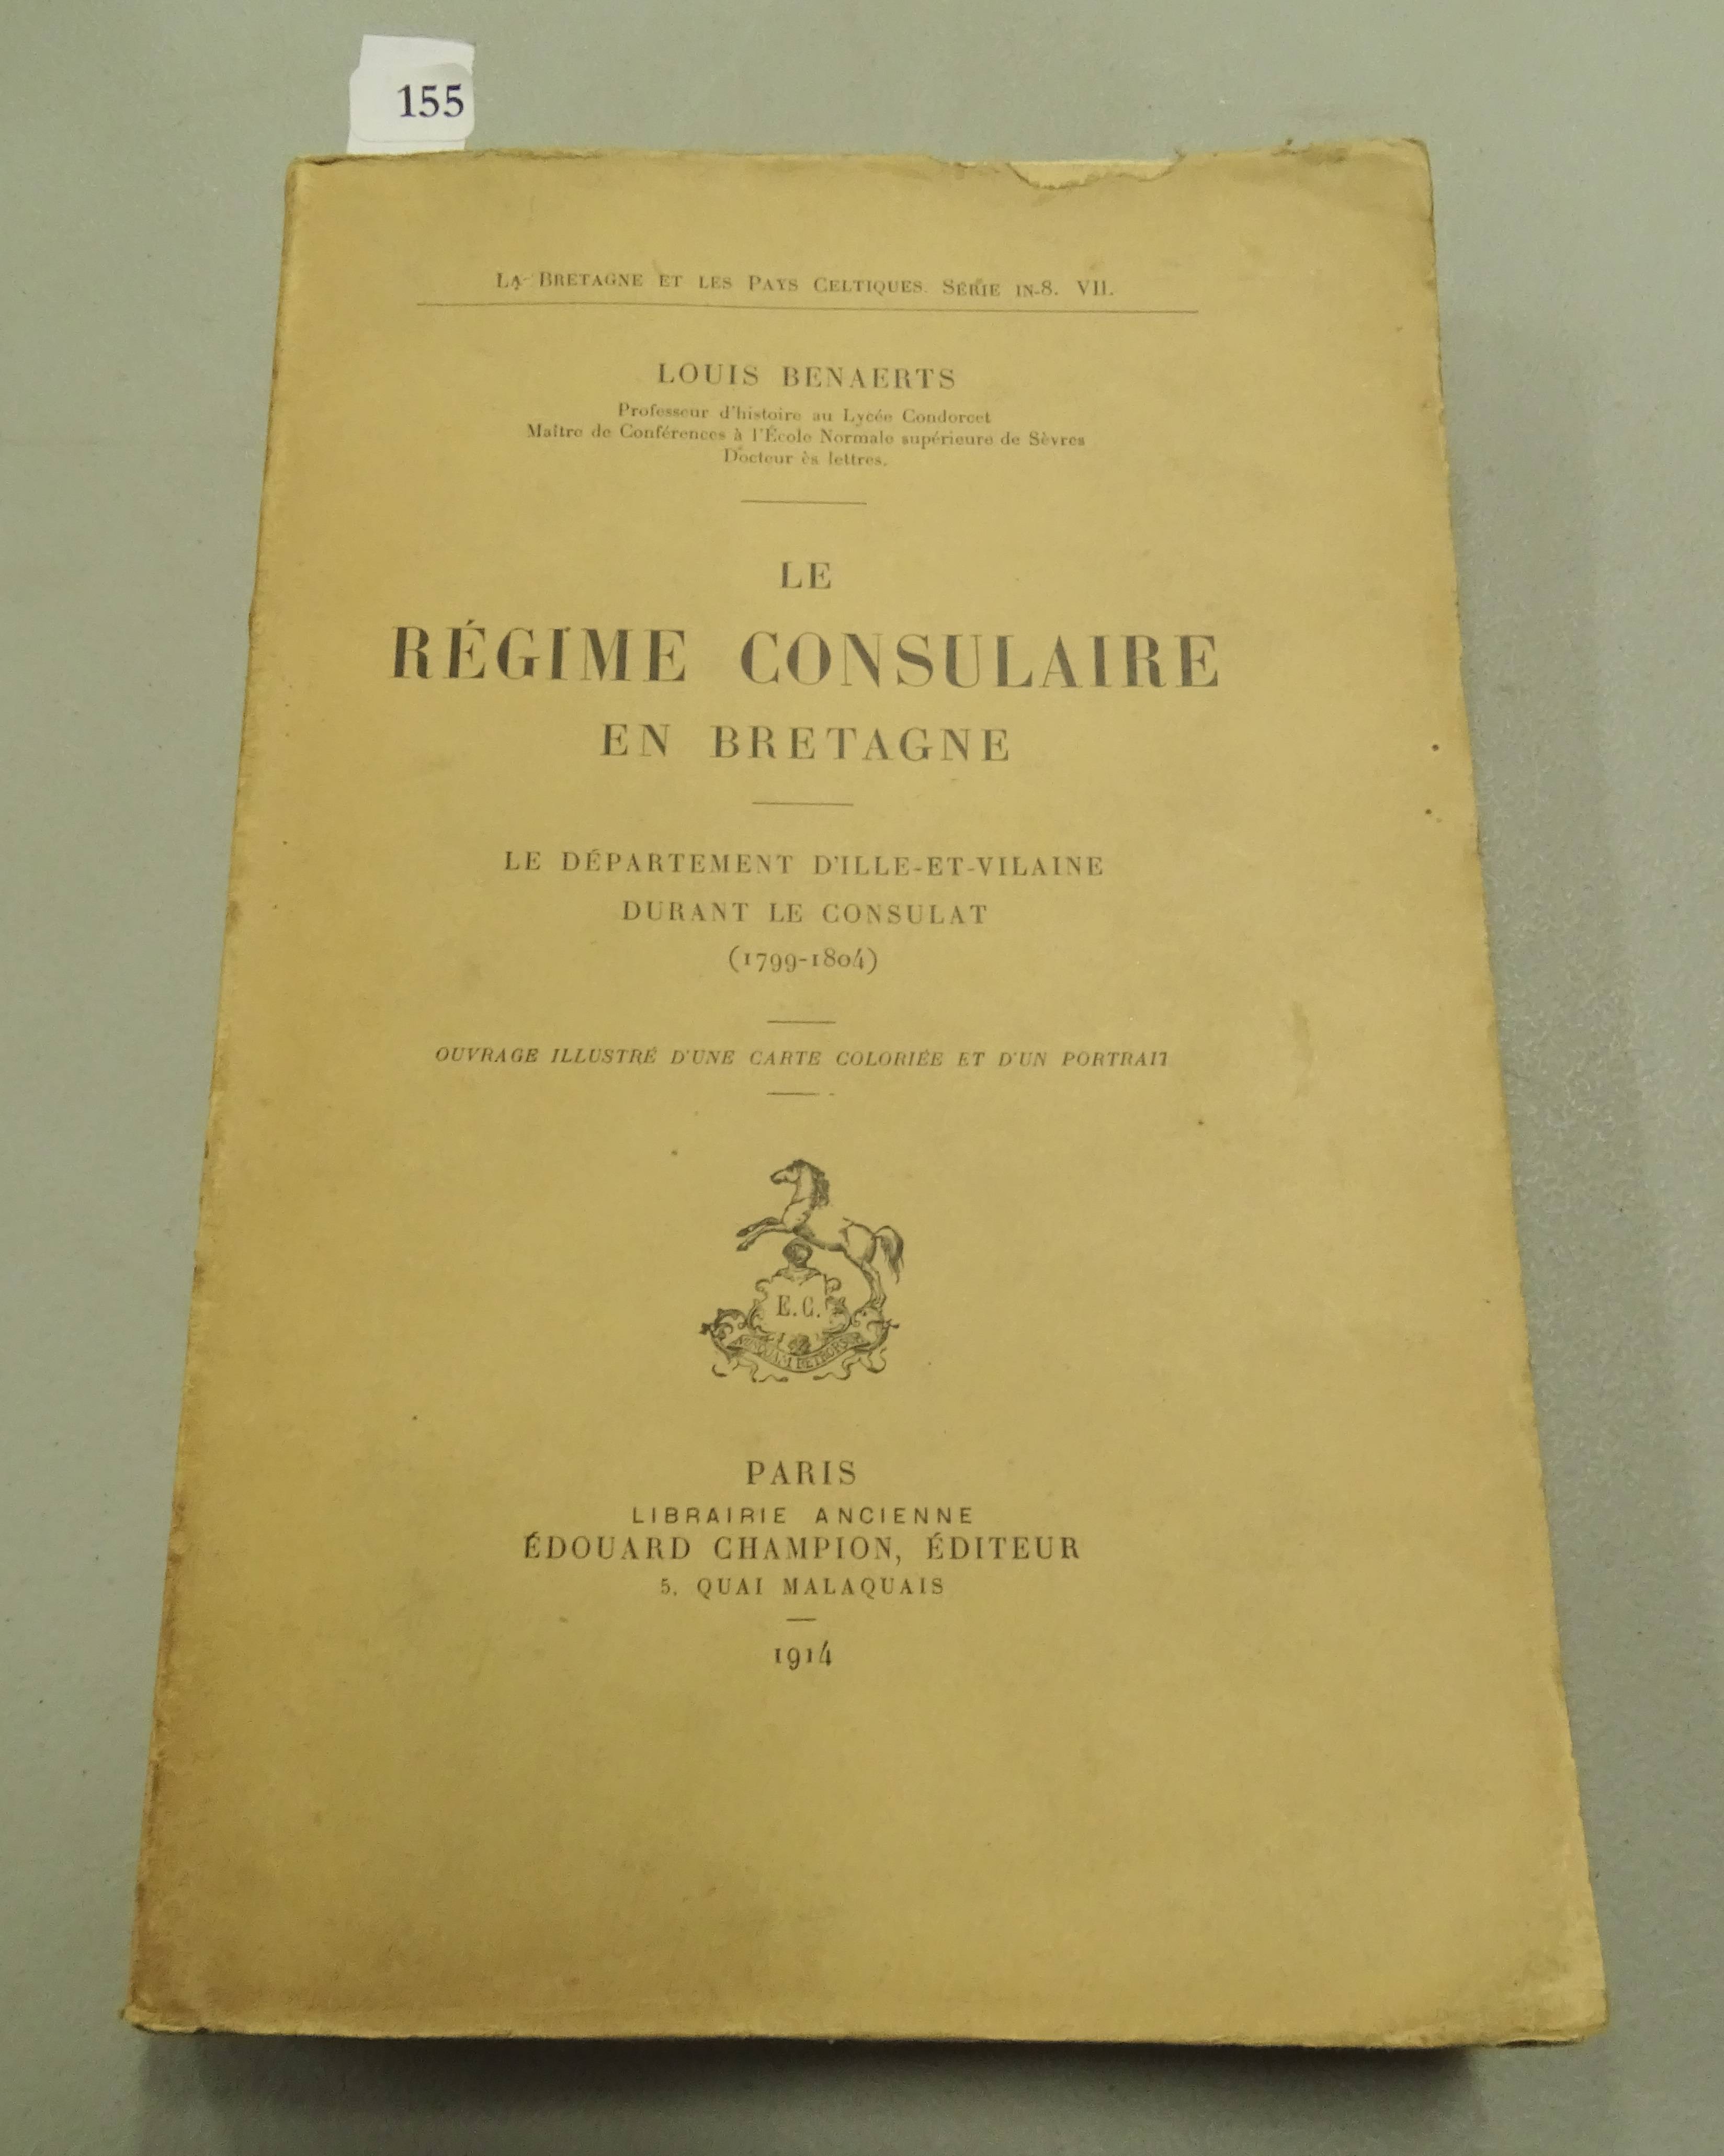 155
LA BRETAGNE ET LES PAYS CELTIQUES. SÉRIE IN-8. VII.
LOUIS BENAERTS
Professeur d'histoire au Lycée Condorcet
Maître de Conférences à l'École Normale supérieure de Sèvres
Docteur ès lettres.
LE
RÉGIME CONSULAIRE
EN BRETAGNE
LE DÉPARTEMENT D'ILLE-ET-VILAINE
DURANT LE CONSULAT
(1799-1804)
OUVRAGE ILLUSTRÉ D'UNE CARTE COLORIÉE ET D'UN PORTRAIT
E.C.
PARIS
LIBRAIRIE ANCIENNE
ÉDOUARD CHAMPION, ÉDITEUR
5, QUAI MALAQUAIS
1914